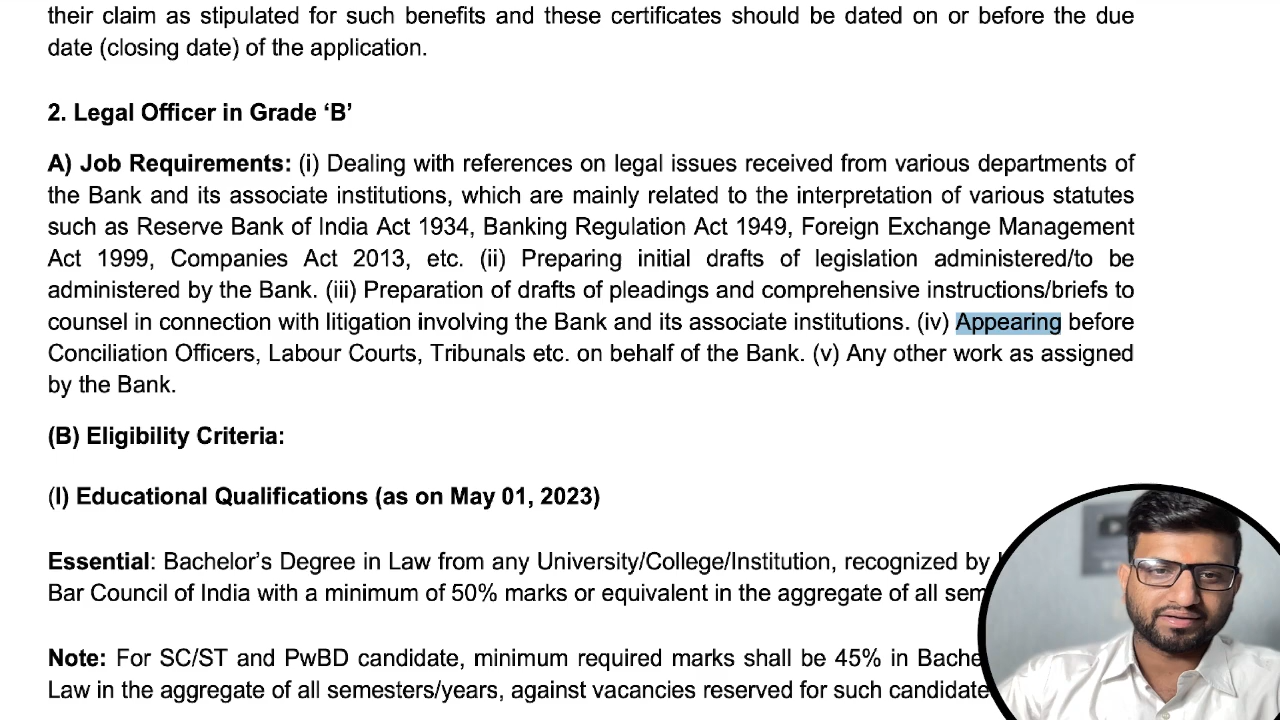 their claim as stipulated for such benefits and these certificates should be dated on or before the due
date (closing date) of the application.
2. Legal Officer in Grade ‘B’
A) Job Requirements: (i) Dealing with references on legal issues received from various departments of
the Bank and its associate institutions, which are mainly related to the interpretation of various statutes
such as Reserve Bank of India Act 1934, Banking Regulation Act 1949, Foreign Exchange Management
Act 1999, Companies Act 2013, etc. (ii) Preparing initial drafts of legislation administered/to be
administered by the Bank. (iii) Preparation of drafts of pleadings and comprehensive instructions/briefs to
counsel in connection with litigation involving the Bank and its associate institutions. (iv) Appearing before
Conciliation Officers, Labour Courts, Tribunals etc. on behalf of the Bank. (v) Any other work as assigned
by the Bank.
(B) Eligibility Criteria:
(I) Educational Qualifications (as on May 01, 2023)
Essential: Bachelor’s Degree in Law from any University/College/Institution, recognized by
Bar Council of India with a minimum of 50% marks or equivalent in the aggregate of all
Note: For SC/ST and PwBD candidate, minimum required marks shall be 45% in
Law in the aggregate of all semesters/years, against vacancies reserved for such